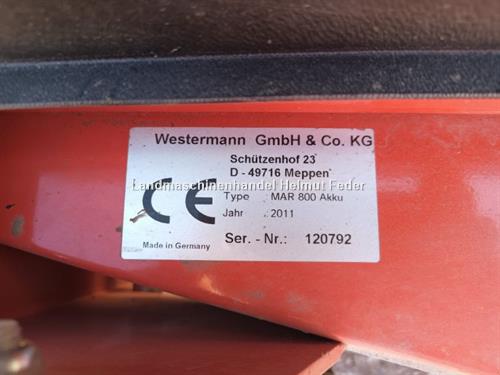 Westermann GmbH & Co. KG
Schützenhof 23
D - 49716 Meppen
Landmaschinenhandel Helmut Feder
CE
Type : MAR 800 Akku
Jahr : 2011
Made in Germany
Ser. - Nr.: 120792